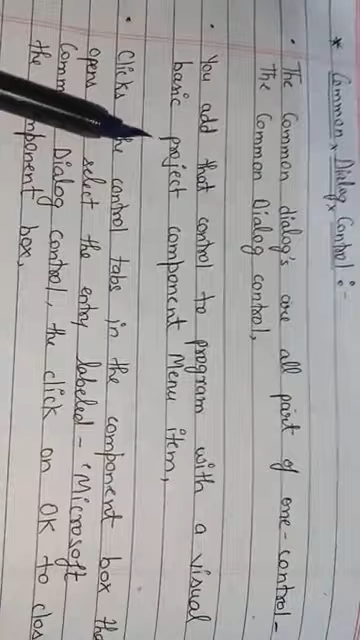 * Common Dialog Control :-
• The Common dialog's are all part of one-control-
the Common Dialog control,
• You add that control to program with a visual
basic project component Menu item,
• Clicks the control tabs in the component box
opens select the entry labeled - "Microsoft
Dialog control, the click on OK to
the box,